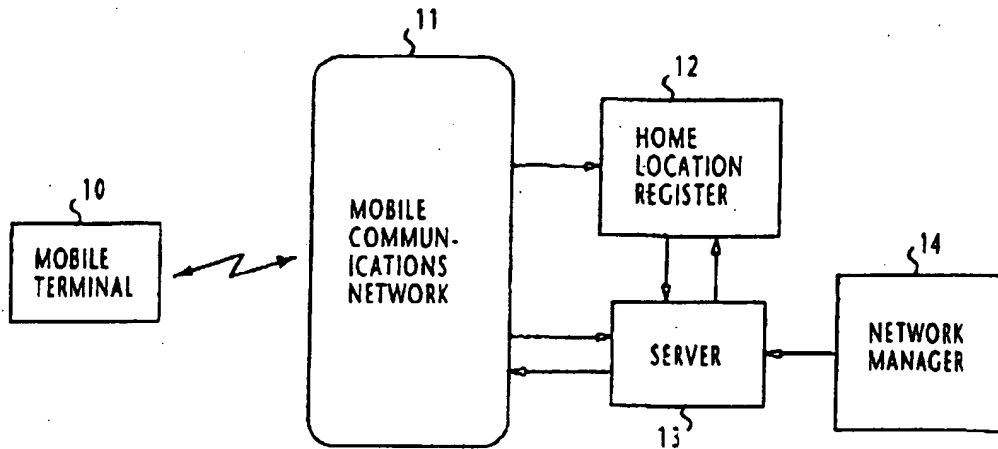 11
12
HOME
LOCATION
REGISTER
10
MOBILE
TERMINAL
MOBILE
COMMUN-
ICATIONS
NETWORK
14
SERVER
NETWORK
MANAGER
13